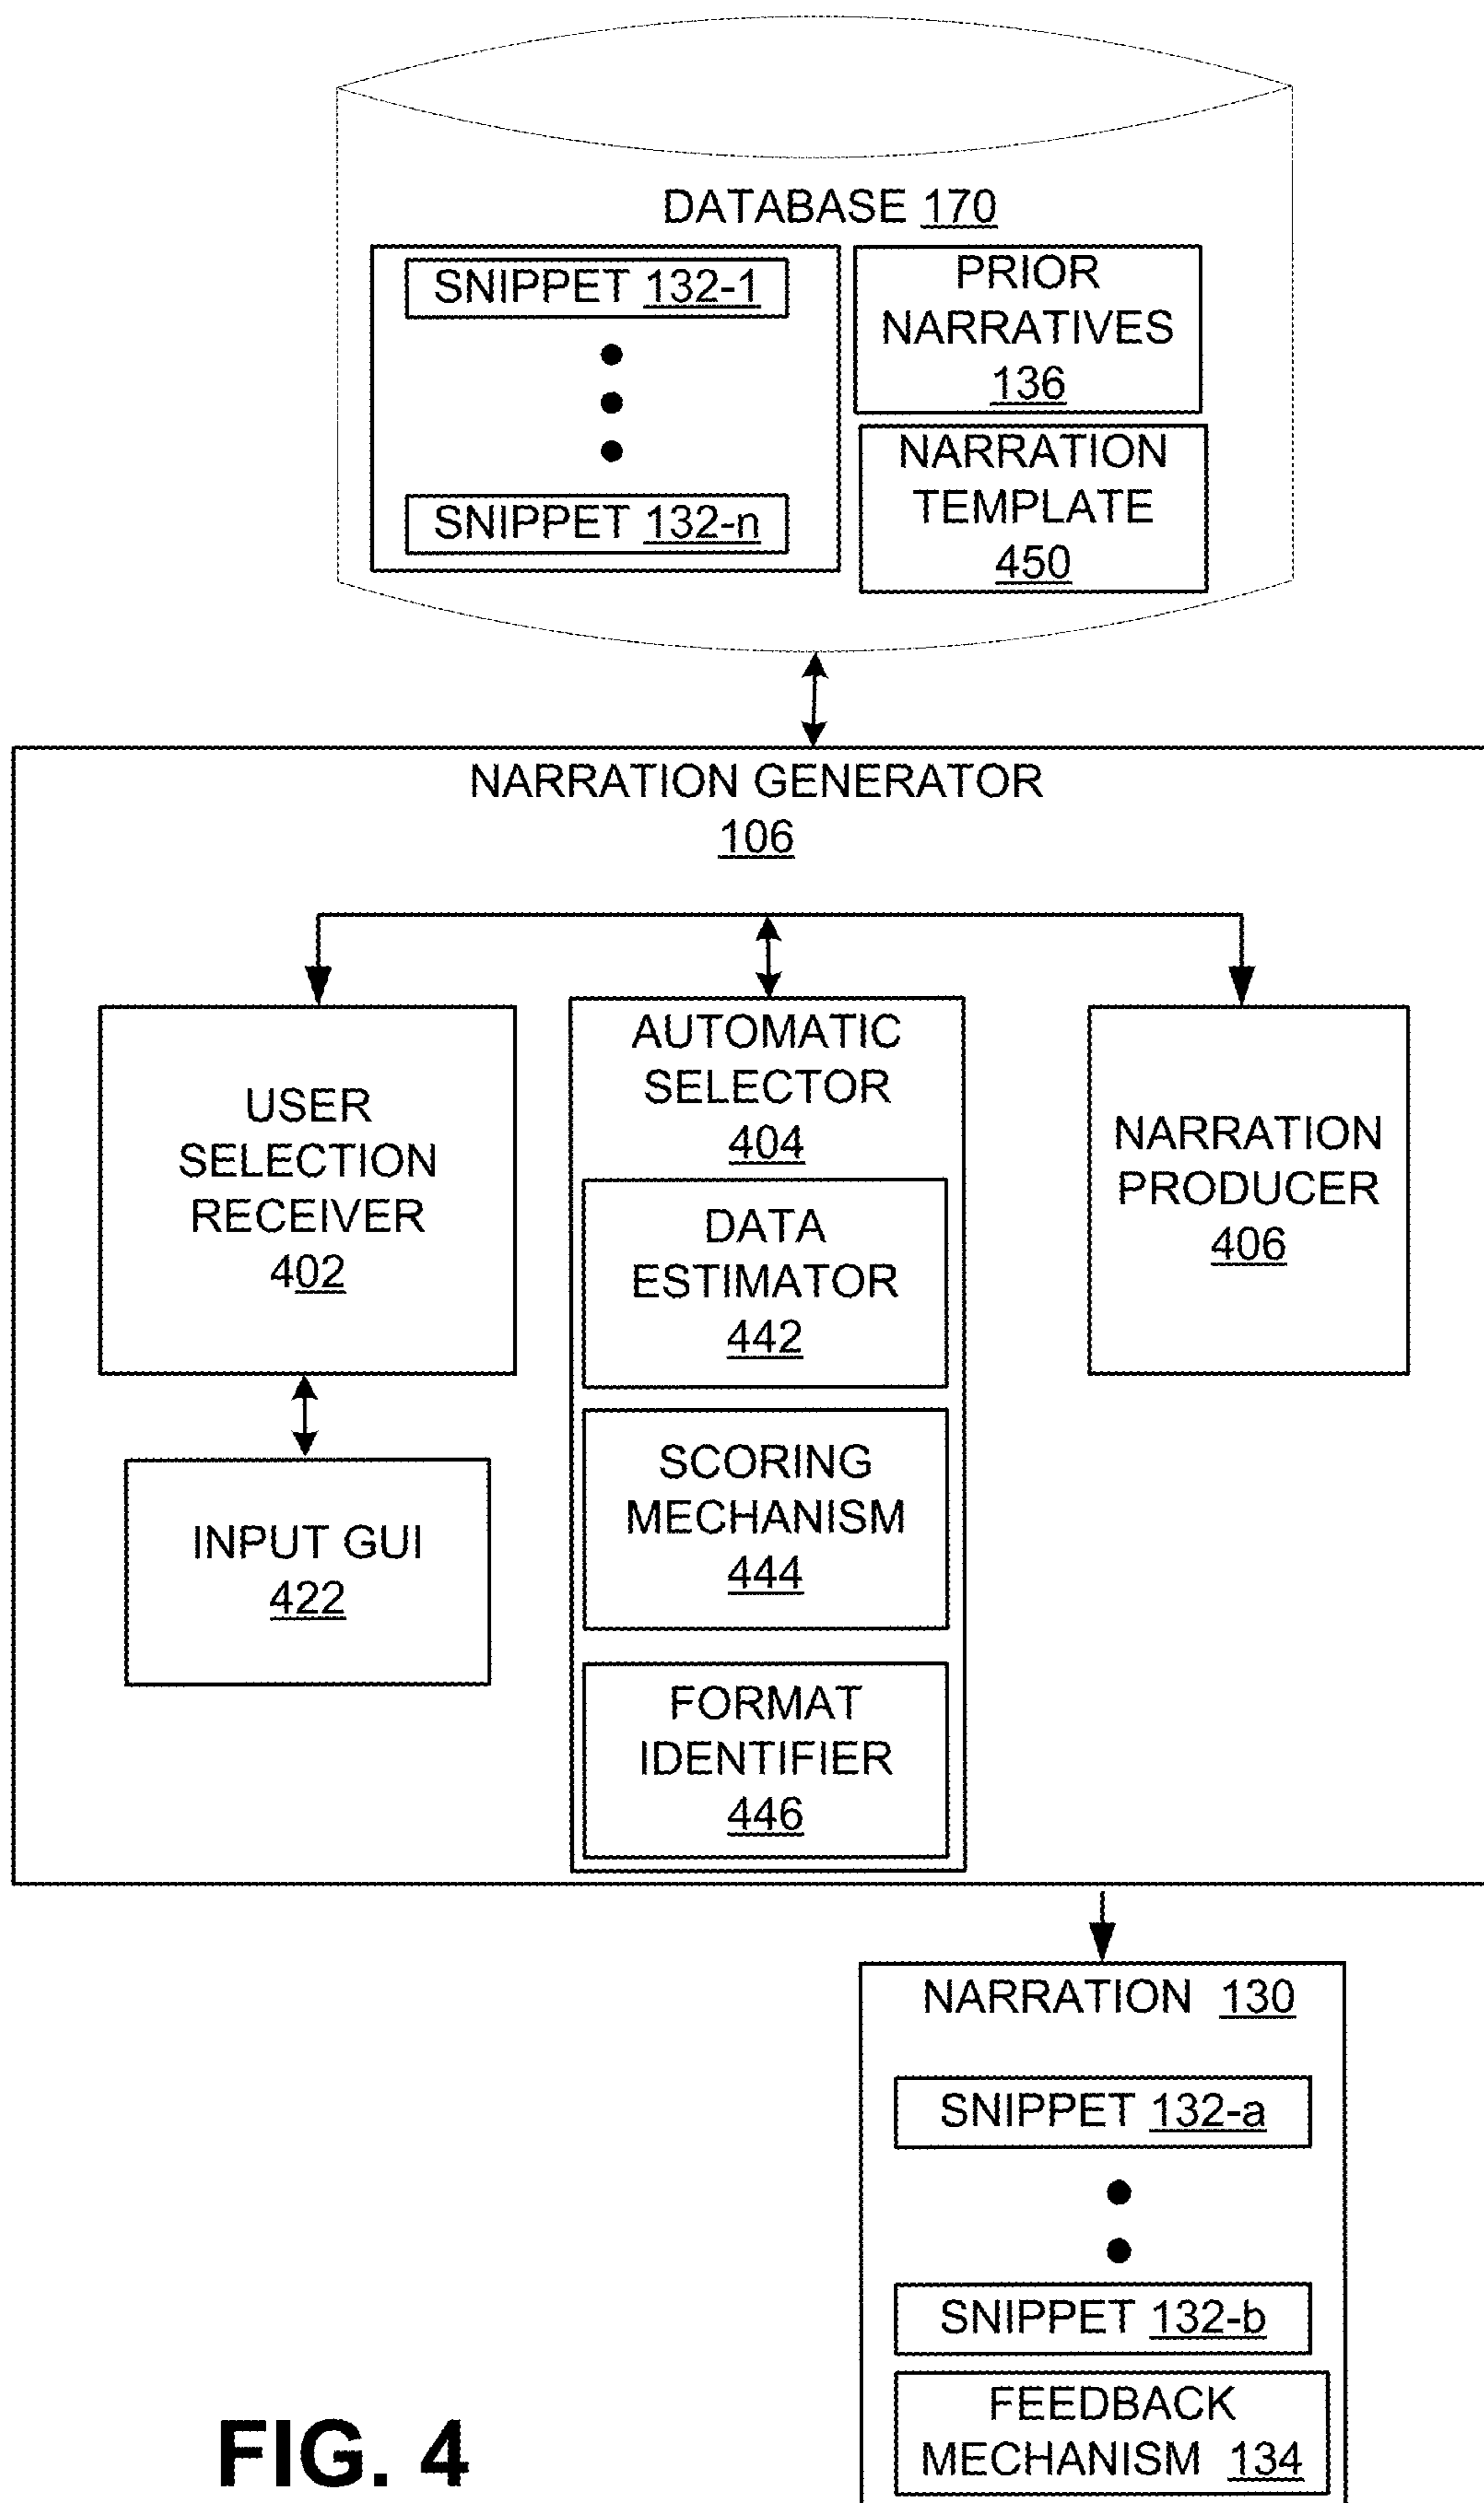 DATABASE 170
SNIPPET 132-1
SNIPPET 132-n
PRIOR
NARRATIVES
136
NARRATION
TEMPLATE
450
NARRATION GENERATOR
106
USER
SELECTION
RECEIVER
402
INPUT GUI
422
AUTOMATIC
SELECTOR
404
DATA
ESTIMATOR
442
SCORING
MECHANISM
444
FORMAT
IDENTIFIER
446
NARRATION
PRODUCER
406
NARRATION 130
SNIPPET 132-a
SNIPPET 132-b
FEEDBACK
MECHANISM 134
FIG. 4